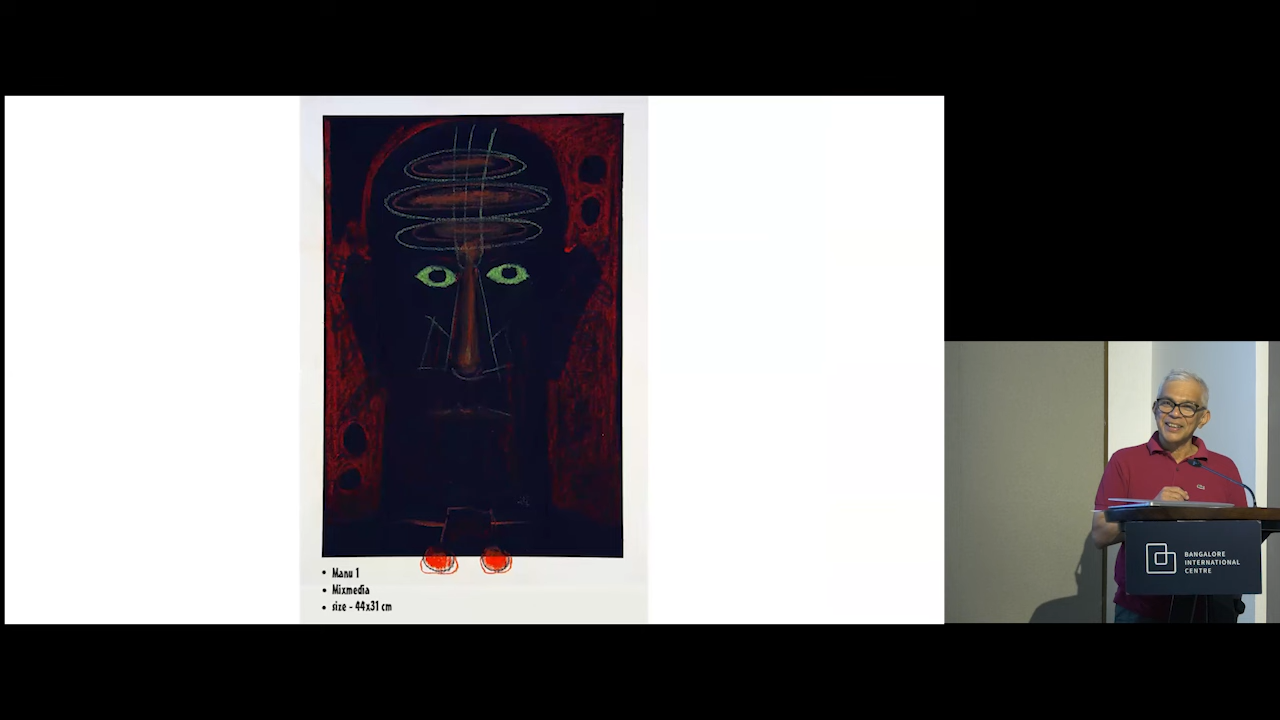 • Manu 1
• Mixmedia
• size - 44x31 cm
BANGALORE
INTERNATIONAL
CENTRE